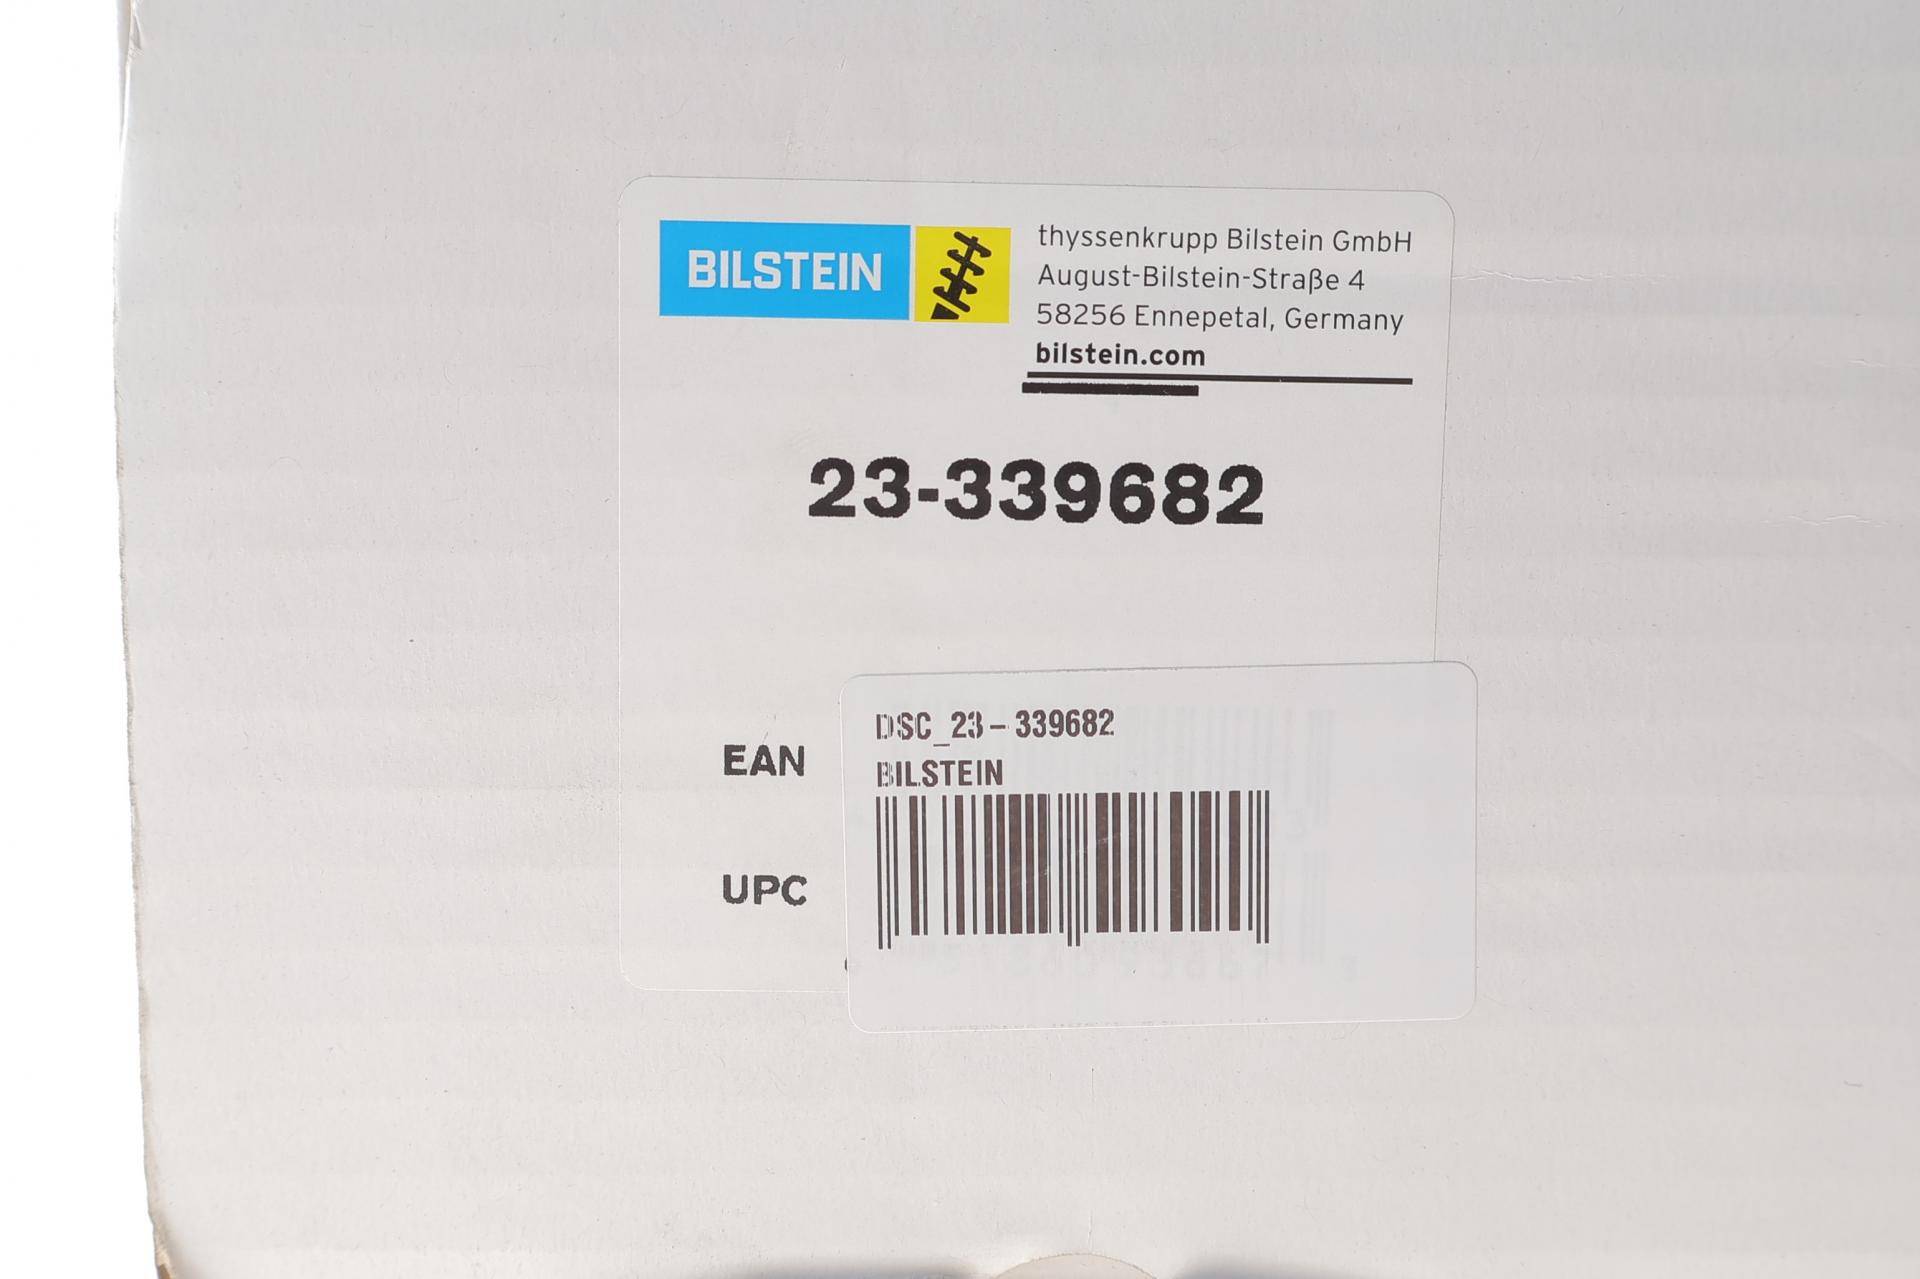 BILSTEIN
thyssenkrupp Bilstein GmbH
August-Bilstein-Straße 4
58256 Ennepetal, Germany
bilstein.com
23-339682
DSC_23-339682
BILSTEIN
EAN
UPC